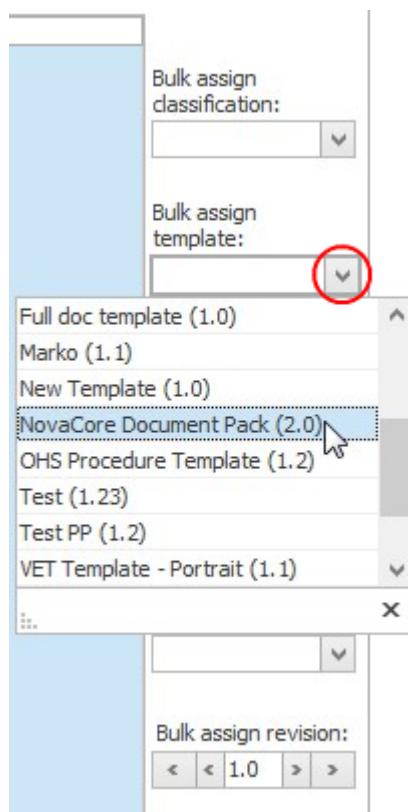 Bulk assign
classification:
Bulk assign
template:
Full doc template (1.0)
Marko (1.1)
New Template (1.0)
NovaCore Document Pack (2.0)
OHS Procedure Template (1.2)
Test (1.23)
Test PP (1.2)
VET Template - Portrait (1.1)
Bulk assign revision:
1.0